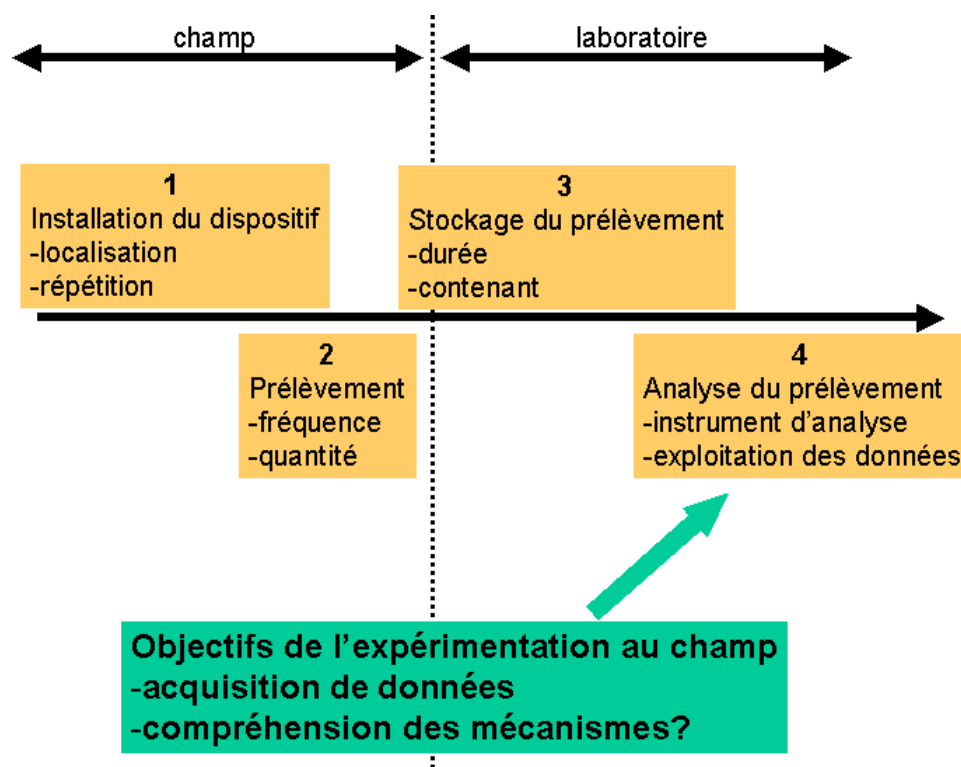 champ
laboratoire
1
Installation du dispositif
-localisation
-répétition
3
Stockage du prélèvement
-durée
-contenant
2
Prélèvement
-fréquence
-quantité
4
Analyse du prélèvement
-instrument d'analyse
-exploitation des données
Objectifs de l'expérimentation au champ
-acquisition de données
-compréhension des mécanismes?